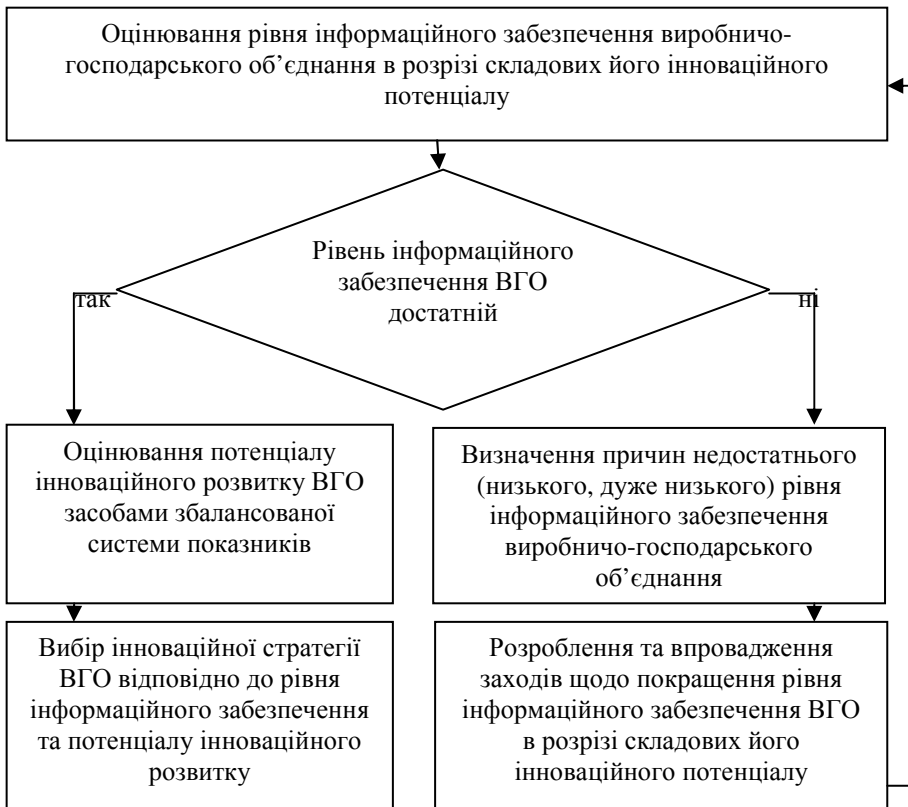 Оцінювання рівня інформаційного забезпечення виробничо-
господарського об’єднання в розрізі складових його інноваційного
потенціалу
Рівень інформаційного
забезпечення ВГО
достатній
так
ні
Оцінювання потенціалу
інноваційного розвитку ВГО
засобами збалансованої
системи показників
Визначення причин недостатнього
(низького, дуже низького) рівня
інформаційного забезпечення
виробничо-господарського
об’єднання
Вибір інноваційної стратегії
ВГО відповідно до рівня
інформаційного забезпечення
та потенціалу інноваційного
розвитку
Розроблення та впровадження
заходів щодо покращення рівня
інформаційного забезпечення ВГО
в розрізі складових його
інноваційного потенціалу